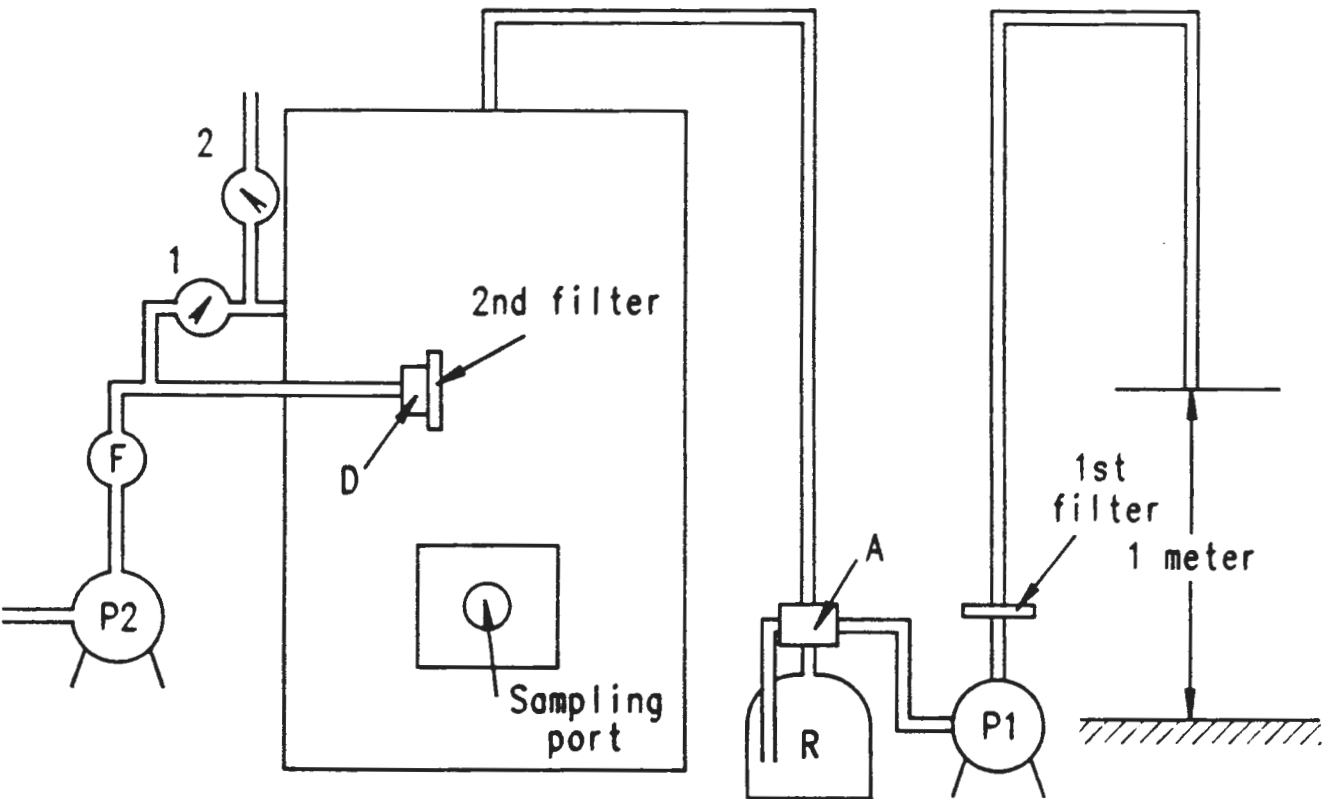 2
1
2nd filter
F
D
P2
Sampling
port
A
R
P1
1st
filter
1 meter